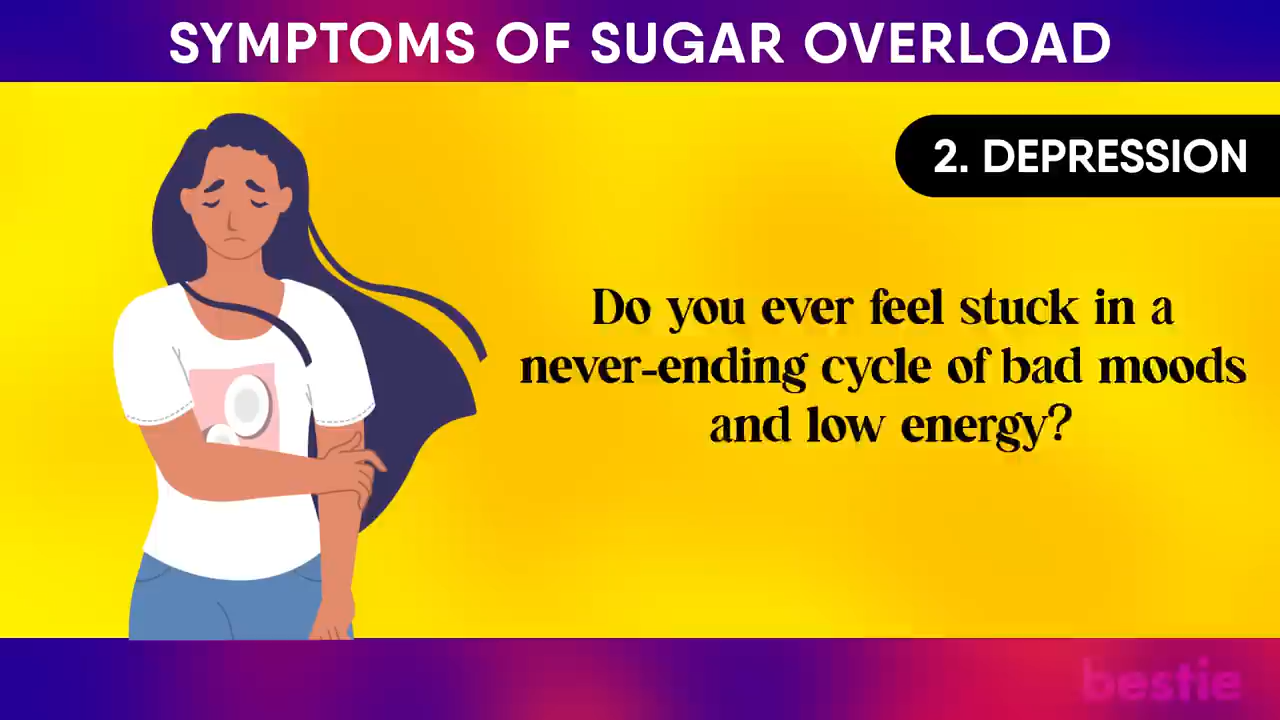 SYMPTOMS OF SUGAR OVERLOAD
2. DEPRESSION
Do you ever feel stuck in a
never-ending cycle of bad moods
and low energy?
bestie